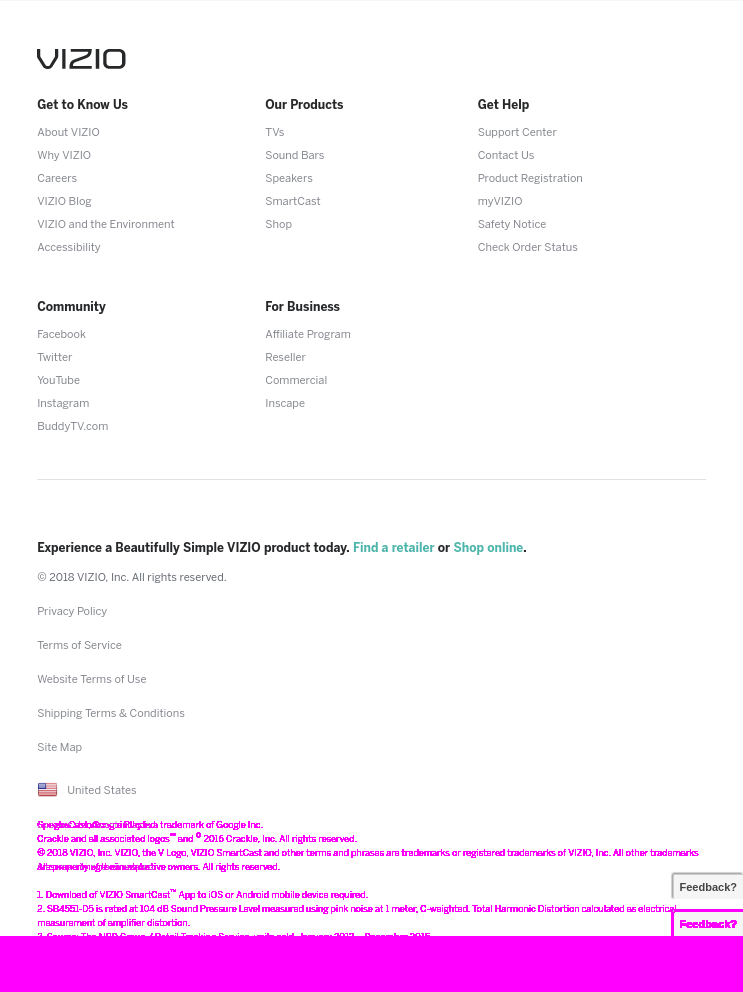 VIZIO
Get to Know Us
About VIZIO
Why VIZIO
Careers
VIZIO Blog
VIZIO and the Environment
Accessibility
Our Products
TVs
Sound Bars
Speakers
SmartCast
Shop
Get Help
Support Center
Contact Us
Product Registration
myVIZIO
Safety Notice
Check Order Status
Community
Facebook
Twitter
YouTube
Instagram
BuddyTV.com
For Business
Affiliate Program
Reseller
Commercial
Inscape
Experience a Beautifully Simple VIZIO product today. Find a retailer or Shop online.
© 2018 VIZIO, Inc. All rights reserved.
Privacy Policy
Terms of Service
Website Terms of Use
Shipping Terms & Conditions
Site Map
United States
trademark of Google Inc.
Crackle and all associated logos™ and © 2016 Crackle, Inc. All rights reserved.
© 2018 VIZIO, Inc. VIZIO, the V Logo, VIZIO SmartCast and other terms and phrases are trademarks or registered trademarks of VIZIO, Inc. All other trademarks
owners. All rights reserved.
1. Download of VIZIO SmartCast™ App to iOS or Android mobile device required.
2. SB4551-D5 is rated at 104 dB Sound Pressure Level measured using pink noise at 1 meter, C-weighted. Total Harmonic Distortion calculated as electrical
measurement of amplifier distortion.
Feedback?
Feedback?